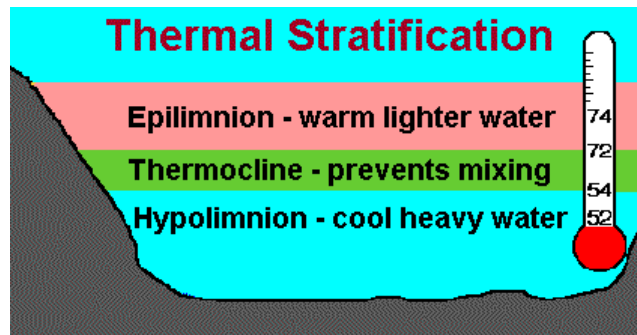 Thermal Stratification
Epilimnion - warm lighter water
74
72
Thermocline - prevents mixing
54
Hypolimnion - cool heavy water
52